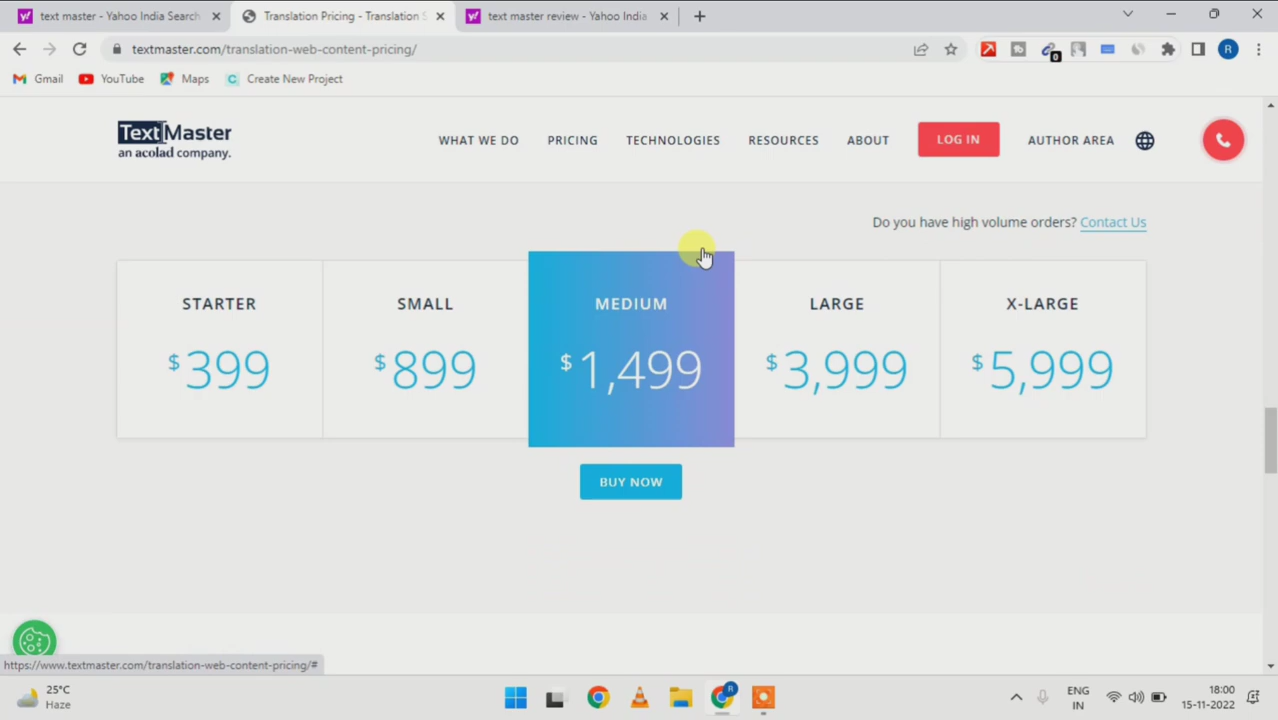 text master - Yahoo India Search
Translation Pricing - Translation S
text master review - Yahoo India
textmaster.com/translation-web-content-pricing/
0
R
Gmail
YouTube
Maps
C
Create New Project
TextMaster
an acolad company.
WHAT WE DO
PRICING
TECHNOLOGIES
RESOURCES
ABOUT
LOG IN
AUTHOR AREA
Do you have high volume orders? Contact Us
STARTER
SMALL
MEDIUM
LARGE
X-LARGE
$399
$899
$1,499
$3,999
$5,999
BUY NOW
https://www.textmaster.com/translation-web-content-pricing/#
25°C
Haze
R
ENG
IN
18:00
15-11-2022